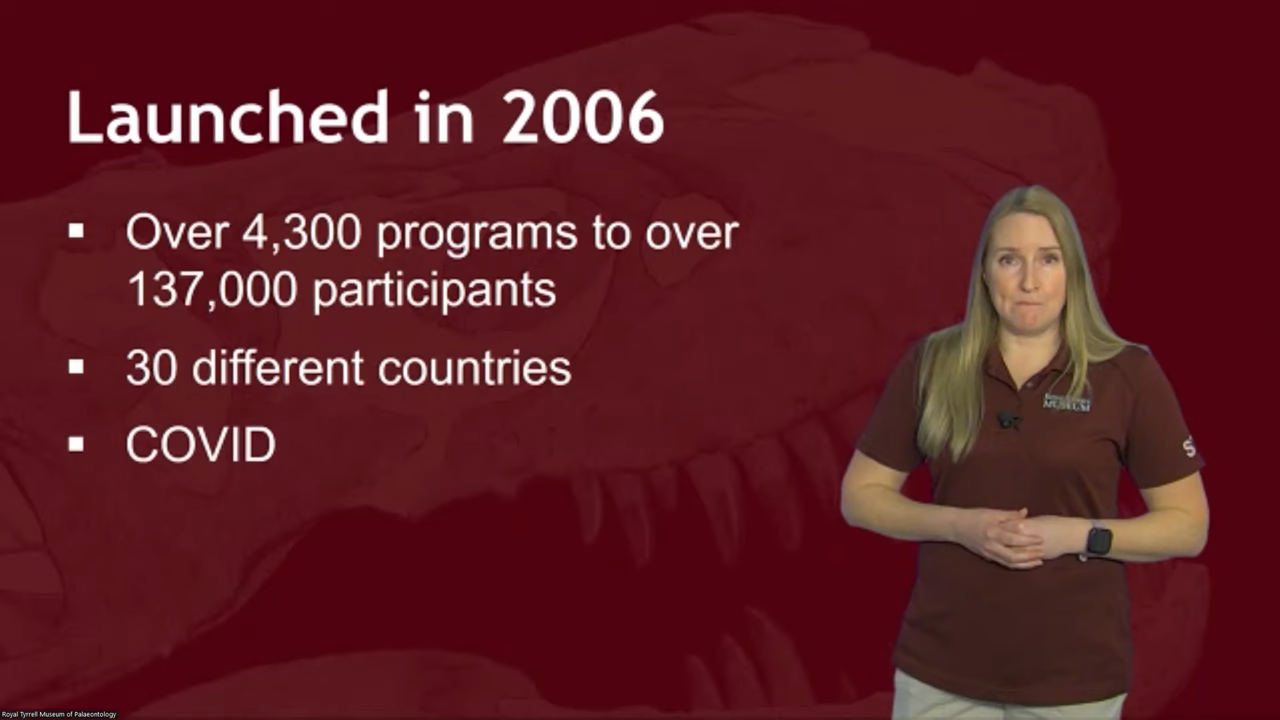 Launched in 2006
▪ Over 4,300 programs to over
137,000 participants
▪ 30 different countries
▪ COVID
MUSEUM
Royal Tyrrell Museum of Palaeontology